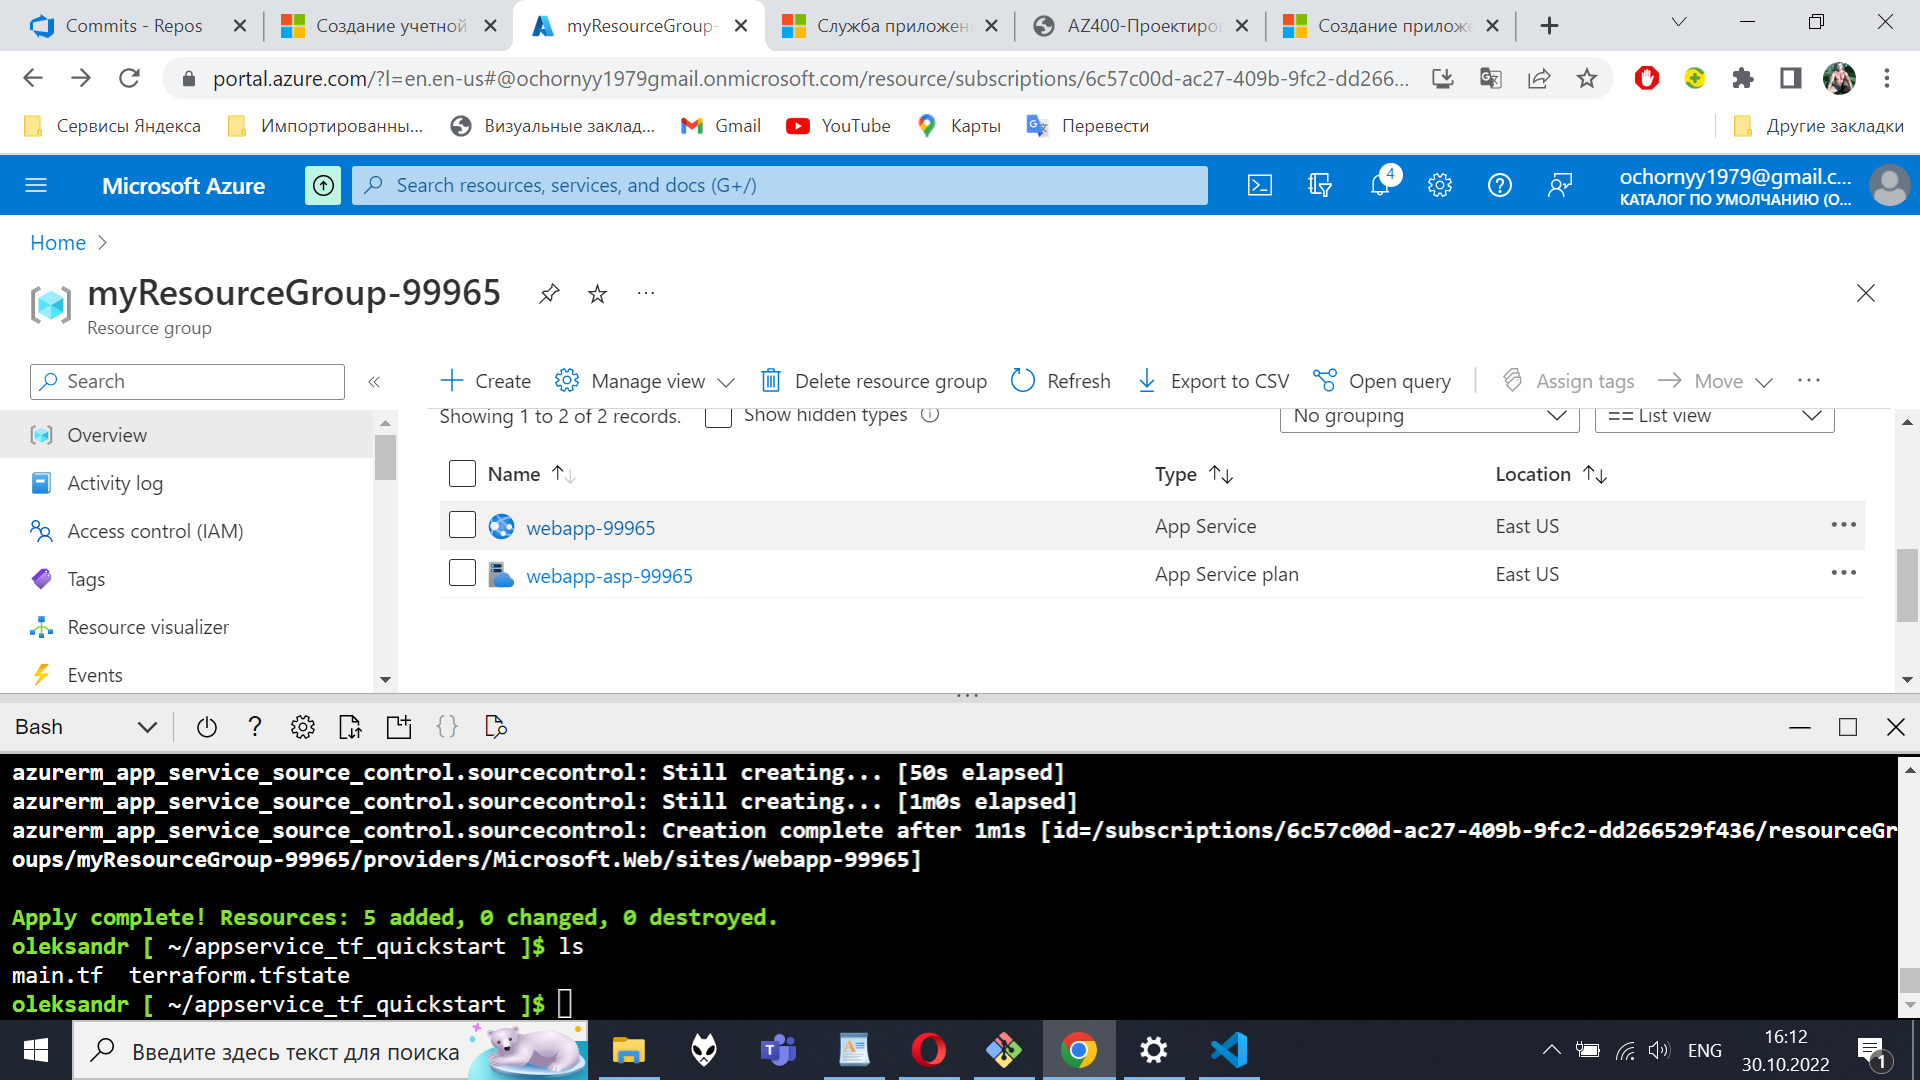 Commits - Repos
Создание учетной
myResourceGroup-
Служба приложен
AZ400-Проектиров
Создание приложе
portal.azure.com/?l=en.en-us#@ochornyy1979gmail.onmicrosoft.com/resource/subscriptions/6c57c00d-ac27-409b-9fc2-dd266...
Сервисы Яндекса
Импортированны...
Визуальные заклад...
Gmail
YouTube
Карты
Перевести
Другие закладки
Microsoft Azure
Search resources, services, and docs (G+/)
4
ochornyy1979@gmail.c...
КАТАЛОГ ПО УМОЛЧАНИЮ (О...
Home
myResourceGroup-99965
Resource group
Search
Create
Manage view
Delete resource group
Refresh
Export to CSV
Open query
Assign tags
Move
Showing 1 to 2 of 2 records.
Show hidden types
No grouping
List view
Overview
Activity log
Access control (IAM)
Tags
Resource visualizer
Events
Name
Type
Location
webapp-99965
App Service
East US
webapp-asp-99965
App Service plan
East US
Bash
azurerm_app_service_source_control.sourcecontrol: Still creating... [50s elapsed]
azurerm_app_service_source_control.sourcecontrol: Still creating... [1m0s elapsed]
azurerm_app_service_source_control.sourcecontrol: Creation complete after 1m1s [id=/subscriptions/6c57c00d-ac27-409b-9fc2-dd266529f436/resourceGr
oups/myResourceGroup-99965/providers/Microsoft.Web/sites/webapp-99965]
Apply complete! Resources: 5 added, 0 changed, 0 destroyed.
oleksandr [ ~/appservice_tf_quickstart ]$ ls
main.tf  terraform.tfstate
oleksandr [ ~/appservice_tf_quickstart ]$
Введите здесь текст для поиска
ENG
16:12
30.10.2022
1